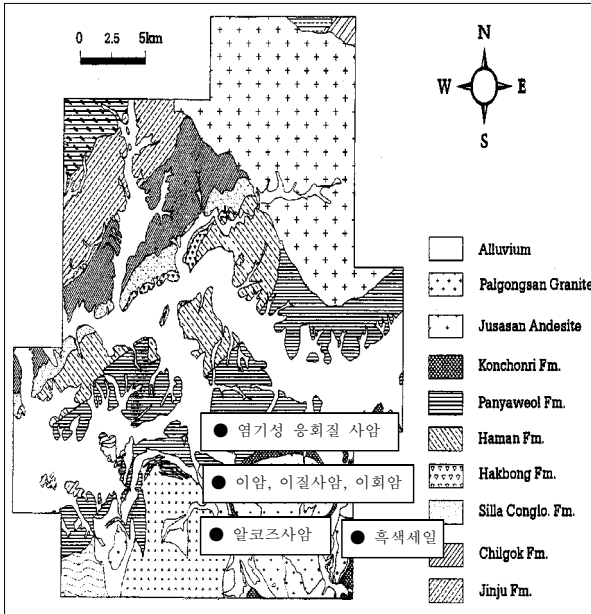 0 2.5 5km
N
W E
S
Alluvium
Palgongsan Granite
Jusasan Andesite
Konchonri Fm.
Panyaweol Fm.
Haman Fm.
Hakbong Fm.
Silla Conglo. Fm.
Chilgok Fm.
Jinju Fm.
● 염기성 응회질 사암
● 이암, 이질사암, 이회암
● 알코즈사암
● 흑색세일